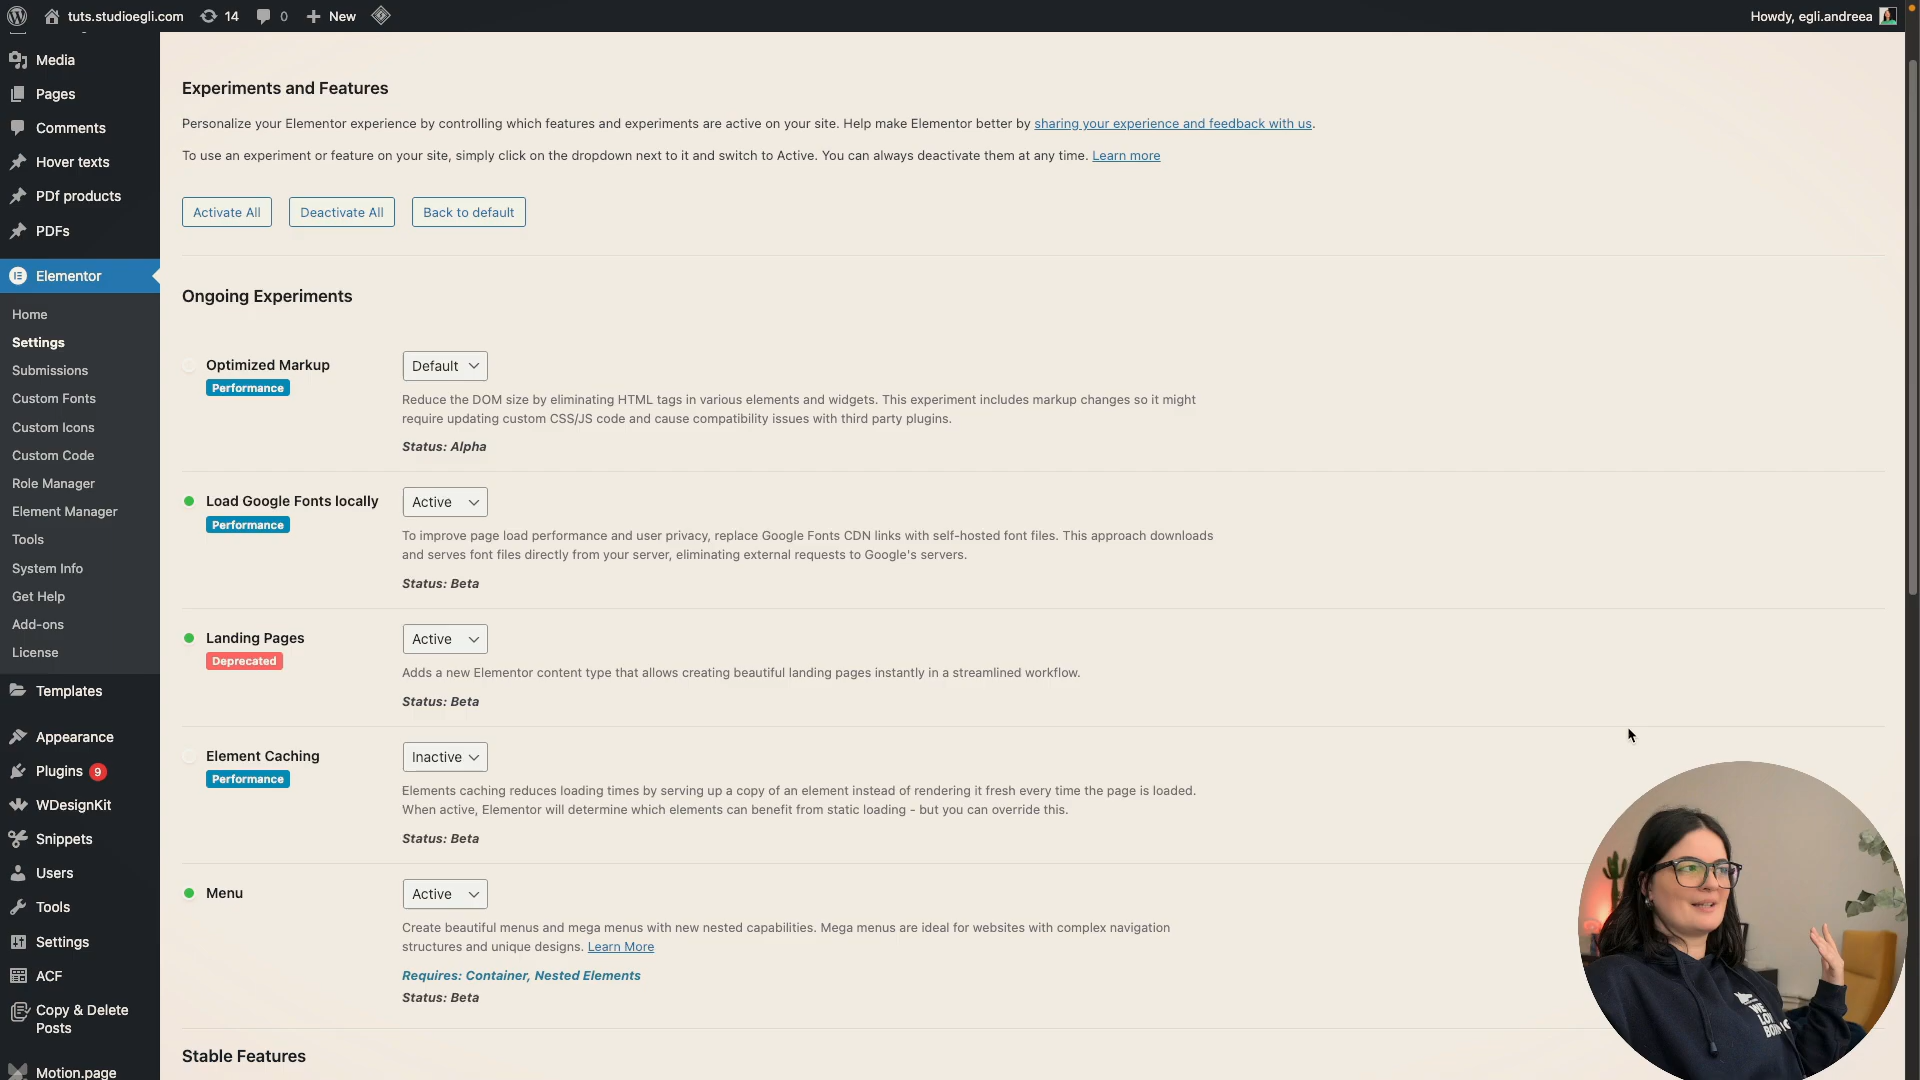 tuts.studioegli.com
14
0
New
Howdy, egli.andreea
Media
Pages
Comments
Hover texts
PDf products
PDFs
Elementor
Home
Settings
Submissions
Custom Fonts
Custom Icons
Custom Code
Role Manager
Element Manager
Tools
System Info
Get Help
Add-ons
License
Templates
Appearance
Plugins 9
WDesignKit
Snippets
Users
Tools
Settings
ACF
Copy & Delete
Posts
Motion.page
Experiments and Features
Personalize your Elementor experience by controlling which features and experiments are active on your site. Help make Elementor better by sharing your experience and feedback with us.
To use an experiment or feature on your site, simply click on the dropdown next to it and switch to Active. You can always deactivate them at any time. Learn more
Activate All
Deactivate All
Back to default
Ongoing Experiments
Optimized Markup
Performance
Default
Reduce the DOM size by eliminating HTML tags in various elements and widgets. This experiment includes markup changes so it might
require updating custom CSS/JS code and cause compatibility issues with third party plugins.
Status: Alpha
Load Google Fonts locally
Performance
Active
To improve page load performance and user privacy, replace Google Fonts CDN links with self-hosted font files. This approach downloads
and serves font files directly from your server, eliminating external requests to Google's servers.
Status: Beta
Landing Pages
Deprecated
Active
Adds a new Elementor content type that allows creating beautiful landing pages instantly in a streamlined workflow.
Status: Beta
Element Caching
Performance
Inactive
Elements caching reduces loading times by serving up a copy of an element instead of rendering it fresh every time the page is loaded.
When active, Elementor will determine which elements can benefit from static loading - but you can override this.
Status: Beta
Menu
Active
Create beautiful menus and mega menus with new nested capabilities. Mega menus are ideal for websites with complex navigation
structures and unique designs. Learn More
Requires: Container, Nested Elements
Status: Beta
Stable Features